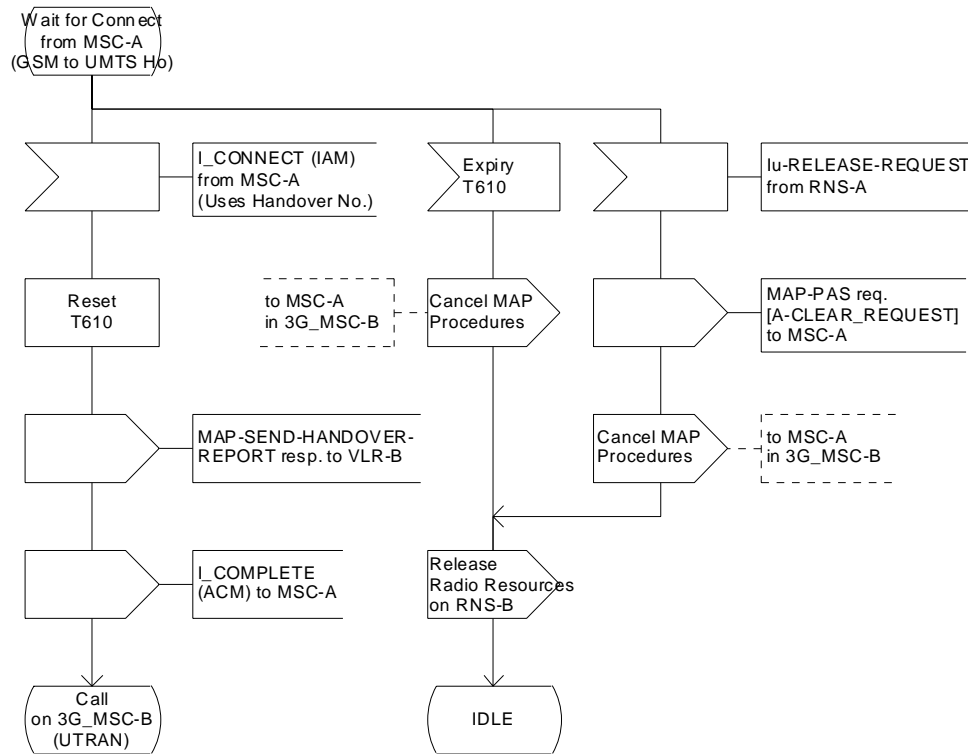 Wait for Connect
from MSC-A
(GSM to UMTS Ho)
I_CONNECT (IAM)
from MSC-A
(Uses Handover No.)
Expiry
T610
Iu-RELEASE-REQUEST
from RNS-A
Reset
T610
to MSC-A
in 3G_MSC-B
Cancel MAP
Procedures
MAP-PAS req.
[A-CLEAR_REQUEST]
to MSC-A
MAP-SEND-HANDOVER-
REPORT resp. to VLR-B
Cancel MAP
Procedures
to MSC-A
in 3G_MSC-B
I_COMPLETE
(ACM) to MSC-A
Release
Radio Resources
on RNS-B
Call
on 3G_MSC-B
(UTRAN)
IDLE